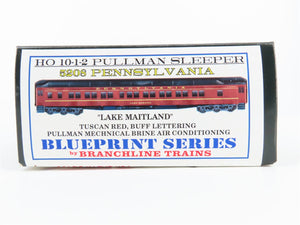 HO 10-1-2 PULLMAN SLEEPER
5206 PENNSYLVANIA
"LAKE MAITLAND"
TUSCAN RED, BUFF LETTERING
PULLMAN MECHNICAL BRINE AIR CONDITIONING
BLUEPRINT SERIES
by BRANCHLINE TRAINS